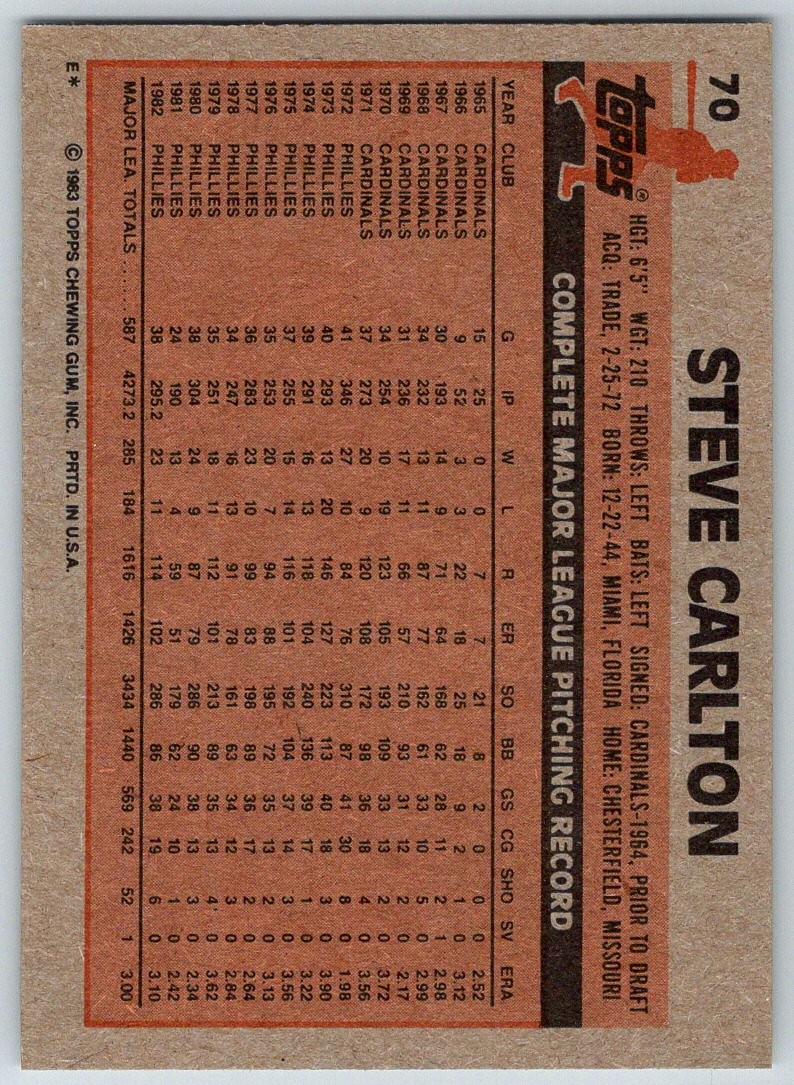 70 STEVE CARLTON
topps®
HGT: 6'5" WGT: 210 THROWS: LEFT BATS: LEFT SIGNED: CARDINALS-1964, PRIOR TO DRAFT
ACQ: TRADE, 2-25-72 BORN: 12-22-44, MIAMI, FLORIDA HOME: CHESTERFIELD, MISSOURI
COMPLETE MAJOR LEAGUE PITCHING RECORD
YEAR CLUB G IP W L R ER SO BB GS CG SHO SV ERA
1965 CARDINALS 15 25 0 0 7 7 21 8 2 0 0 0 2.52
1966 CARDINALS 9 52 3 3 22 18 25 18 9 2 1 0 3.12
1967 CARDINALS 30 193 14 9 71 64 168 62 28 11 2 1 2.98
1968 CARDINALS 34 232 13 11 87 77 162 61 33 10 5 0 2.99
1969 CARDINALS 31 236 17 11 66 57 210 93 31 12 2 0 2.17
1970 CARDINALS 34 254 10 19 123 105 193 109 33 13 2 0 3.72
1971 CARDINALS 37 273 20 9 120 108 172 98 36 18 4 0 3.56
1972 PHILLIES 41 346 27 10 84 76 310 87 41 30 8 0 1.98
1973 PHILLIES 40 293 13 20 146 127 223 113 40 18 3 0 3.90
1974 PHILLIES 39 291 16 13 118 104 240 136 39 17 1 0 3.22
1975 PHILLIES 37 255 15 14 116 101 192 104 37 14 3 0 3.56
1976 PHILLIES 35 253 20 7 94 88 195 72 35 13 2 0 3.13
1977 PHILLIES 36 283 23 10 99 83 198 89 36 17 2 0 2.64
1978 PHILLIES 34 247 16 13 91 78 161 63 34 12 3 0 2.84
1979 PHILLIES 35 251 18 11 112 101 213 89 35 13 4 0 3.62
1980 PHILLIES 38 304 24 9 87 79 286 90 38 13 3 0 2.34
1981 PHILLIES 24 190 13 4 59 51 179 62 24 10 1 0 2.42
1982 PHILLIES 38 295.2 23 11 114 102 286 86 38 19 6 0 3.10
MAJOR LEA. TOTALS ...... 587 4273.2 285 184 1616 1426 3434 1440 569 242 52 1 3.00
E* © 1983 TOPPS CHEWING GUM, INC. PRTD. IN U.S.A.